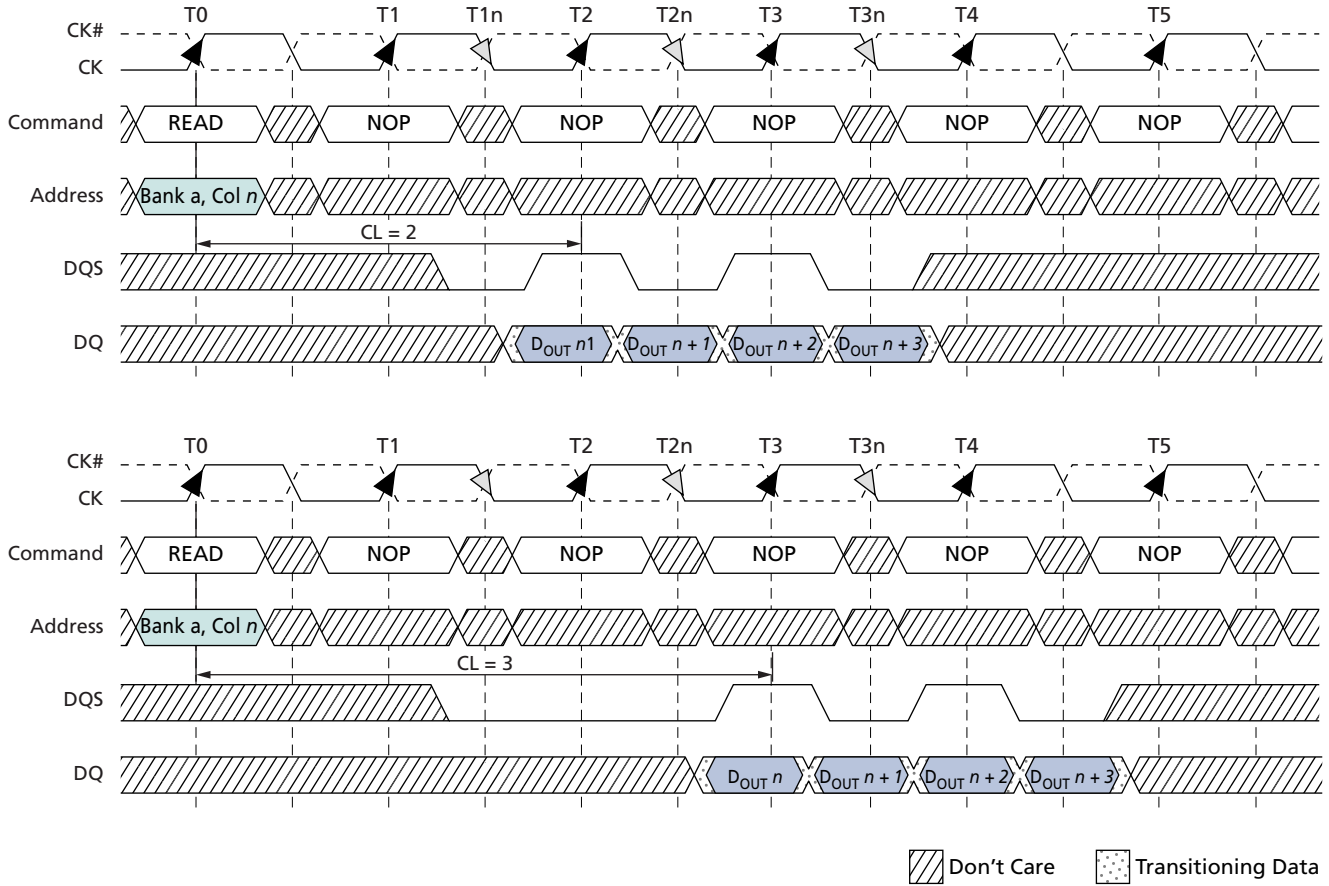 T0 T1 T1n T2 T2n T3 T3n T4 T5
CK#
CK
Command READ NOP NOP NOP NOP NOP
Address Bank a, Col n
CL = 2
DQS
DQ DOUT n1 DOUT n + 1 DOUT n + 2 DOUT n + 3
T0 T1 T2 T2n T3 T3n T4 T5
CK#
CK
Command READ NOP NOP NOP NOP NOP
Address Bank a, Col n
CL = 3
DQS
DQ DOUT n DOUT n + 1 DOUT n + 2 DOUT n + 3
Don't Care Transitioning Data